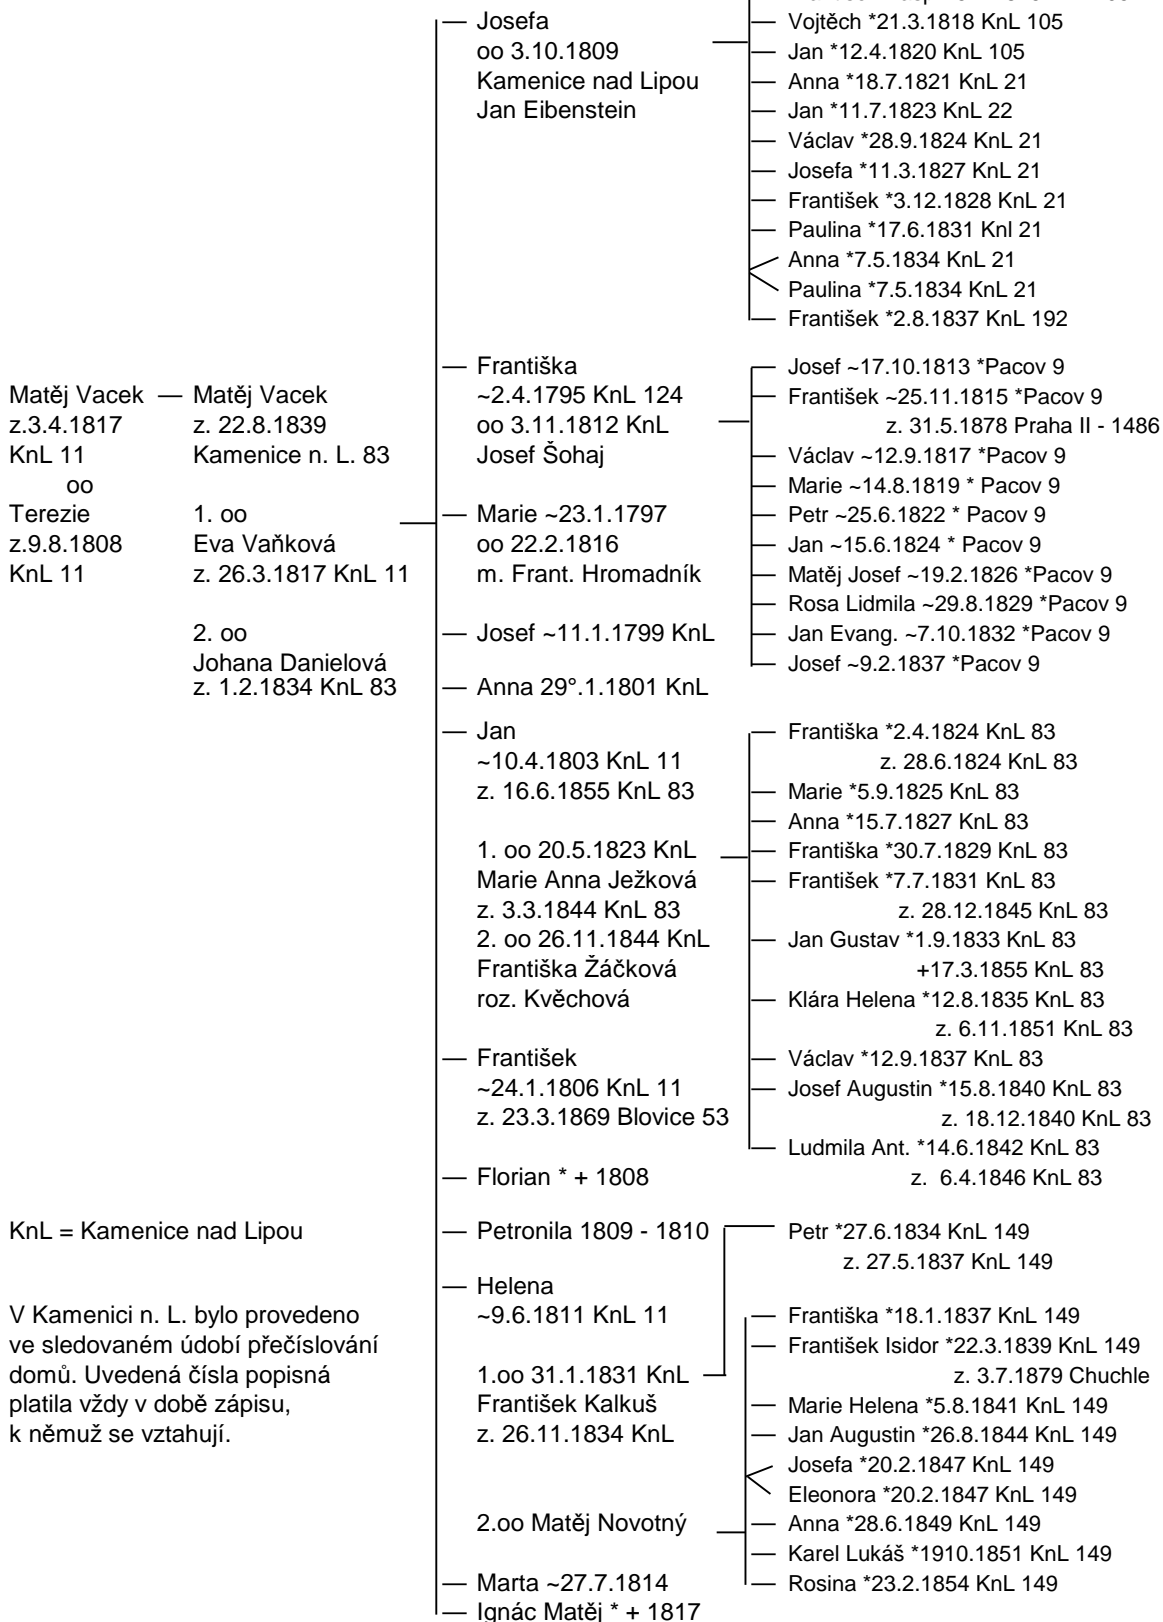 Matěj Vacek
z.3.4.1817
KnL 11
oo
Terezie
z.9.8.1808
KnL 11
KnL = Kamenice nad Lipou
V Kamenici n. L. bylo provedeno
ve sledovaném údobí přečíslování
domů. Uvedená čísla popisná
platila vždy v době zápisu,
k němuž se vztahují.
Matěj Vacek
z. 22.8.1839
Kamenice n. L. 83
1. oo
Eva Vaňková
z. 26.3.1817 KnL 11
2. oo
Johana Danielová
z. 1.2.1834 KnL 83
Josefa
oo 3.10.1809
Kamenice nad Lipou
Jan Eibenstein
Františka
~2.4.1795 KnL 124
oo 3.11.1812 KnL
Josef Šohaj
Marie ~23.1.1797
oo 22.2.1816
m. Frant. Hromadník
Josef ~11.1.1799 KnL
Anna 29°.1.1801 KnL
Jan
~10.4.1803 KnL 11
z. 16.6.1855 KnL 83
1. oo 20.5.1823 KnL
Marie Anna Ježková
z. 3.3.1844 KnL 83
2. oo 26.11.1844 KnL
Františka Žáčková
roz. Kvěchová
František
~24.1.1806 KnL 11
z. 23.3.1869 Blovice 53
Florian * + 1808
Petronila 1809 - 1810
Helena
~9.6.1811 KnL 11
1.oo 31.1.1831 KnL
František Kalkuš
z. 26.11.1834 KnL
2.oo Matěj Novotný
Marta ~27.7.1814
Ignác Matěj * + 1817
Vojtěch *21.3.1818 KnL 105
Jan *12.4.1820 KnL 105
Anna *18.7.1821 KnL 21
Jan *11.7.1823 KnL 22
Václav *28.9.1824 KnL 21
Josefa *11.3.1827 KnL 21
František *3.12.1828 KnL 21
Paulina *17.6.1831 Knl 21
Anna *7.5.1834 KnL 21
Paulina *7.5.1834 KnL 21
František *2.8.1837 KnL 192
Josef ~17.10.1813 *Pacov 9
František ~25.11.1815 *Pacov 9
z. 31.5.1878 Praha II - 1486
Václav ~12.9.1817 *Pacov 9
Marie ~14.8.1819 * Pacov 9
Petr ~25.6.1822 * Pacov 9
Jan ~15.6.1824 * Pacov 9
Matěj Josef ~19.2.1826 *Pacov 9
Rosa Lidmila ~29.8.1829 *Pacov 9
Jan Evang. ~7.10.1832 *Pacov 9
Josef ~9.2.1837 *Pacov 9
Františka *2.4.1824 KnL 83
z. 28.6.1824 KnL 83
Marie *5.9.1825 KnL 83
Anna *15.7.1827 KnL 83
Františka *30.7.1829 KnL 83
František *7.7.1831 KnL 83
z. 28.12.1845 KnL 83
Jan Gustav *1.9.1833 KnL 83
+17.3.1855 KnL 83
Klára Helena *12.8.1835 KnL 83
z. 6.11.1851 KnL 83
Václav *12.9.1837 KnL 83
Josef Augustin *15.8.1840 KnL 83
z. 18.12.1840 KnL 83
Ludmila Ant. *14.6.1842 KnL 83
z. 6.4.1846 KnL 83
Petr *27.6.1834 KnL 149
z. 27.5.1837 KnL 149
Františka *18.1.1837 KnL 149
František Isidor *22.3.1839 KnL 149
z. 3.7.1879 Chuchle
Marie Helena *5.8.1841 KnL 149
Jan Augustin *26.8.1844 KnL 149
Josefa *20.2.1847 KnL 149
Eleonora *20.2.1847 KnL 149
Anna *28.6.1849 KnL 149
Karel Lukáš *1910.1851 KnL 149
Rosina *23.2.1854 KnL 149